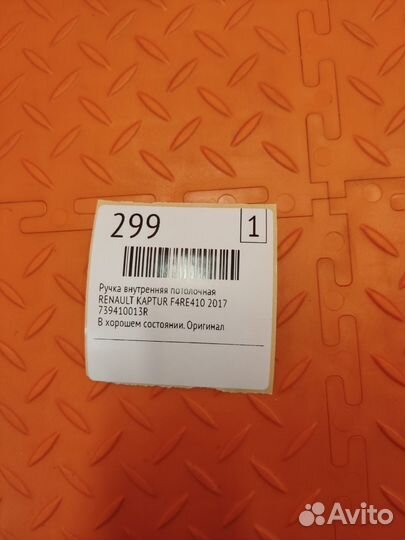 299 1
Ручка внутренняя потолочная
RENAULT KAPTUR F4RE410 2017
739410013R
В хорошем состоянии. Оригинал
Avito